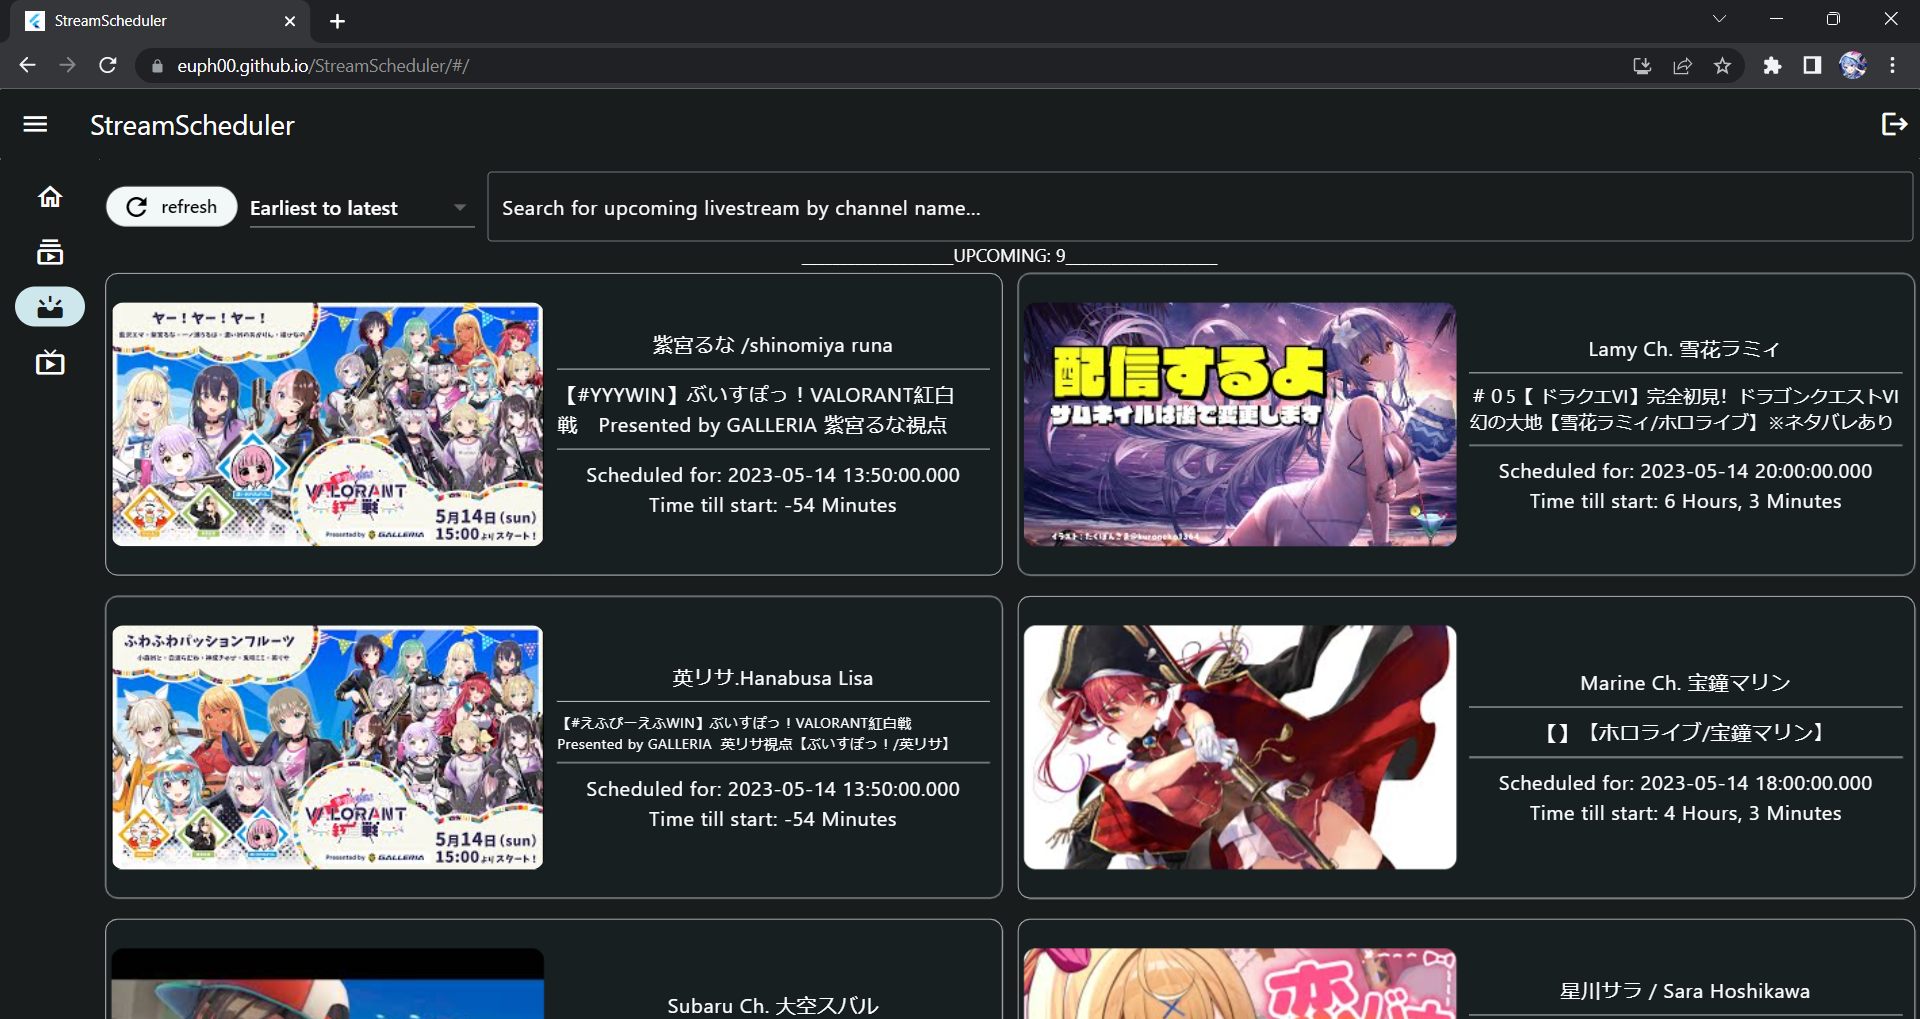 StreamScheduler
euph00.github.io/StreamScheduler/#/
StreamScheduler
refresh
Earliest to latest
Search for upcoming livestream by channel name...
UPCOMING: 9
ヤー！ヤー！ヤー！
VALORANT
紅白戦
5月14日(sun)
Presented by GALLERIA
15:00よりスタート！
紫宮るな /shinomiya runa
【#YYYWIN】ぶいすぽっ！VALORANT紅白
戦　Presented by GALLERIA 紫宮るな視点
Scheduled for: 2023-05-14 13:50:00.000
Time till start: -54 Minutes
配信するよ
サムネイルは後で変更します
Lamy Ch. 雪花ラミィ
＃０5【 ドラクエVI】完全初見！ドラゴンクエストVI
幻の大地【雪花ラミィ/ホロライブ】※ネタバレあり
Scheduled for: 2023-05-14 20:00:00.000
Time till start: 6 Hours, 3 Minutes
ふわふわパッションフルーツ
VALORANT
紅白戦
5月14日(sun)
Presented by GALLERIA
15:00よりスタート！
英リサ.Hanabusa Lisa
【#えふぴーえふWIN】ぶいすぽっ！VALORANT紅白戦
Presented by GALLERIA 英リサ視点【ぶいすぽっ！/英リサ】
Scheduled for: 2023-05-14 13:50:00.000
Time till start: -54 Minutes
Marine Ch. 宝鐘マリン
【】【ホロライブ/宝鐘マリン】
Scheduled for: 2023-05-14 18:00:00.000
Time till start: 4 Hours, 3 Minutes
Subaru Ch. 大空スバル
星川サラ / Sara Hoshikawa